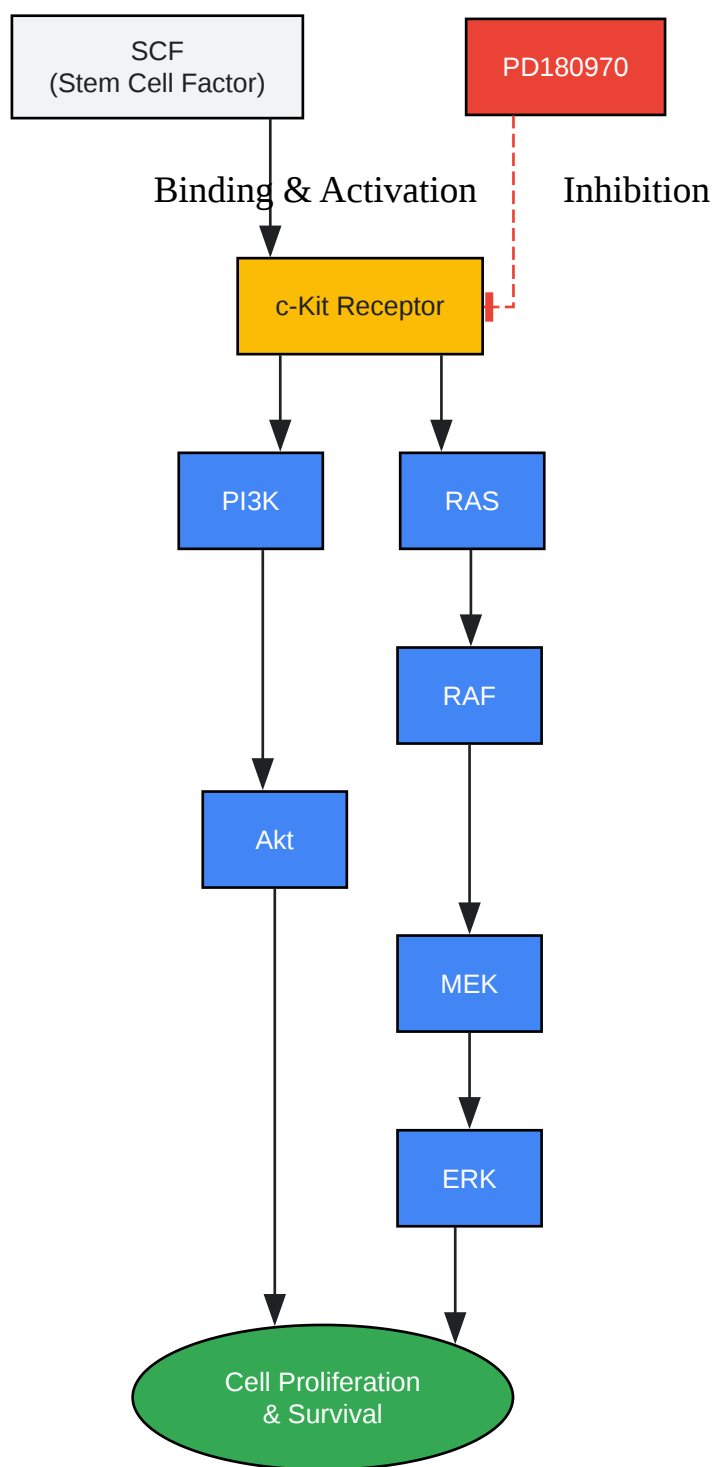 SCF
(Stem Cell Factor)
PD180970
Binding & Activation
Inhibition
c-Kit Receptor
PI3K
RAS
RAF
Akt
MEK
ERK
Cell Proliferation
& Survival